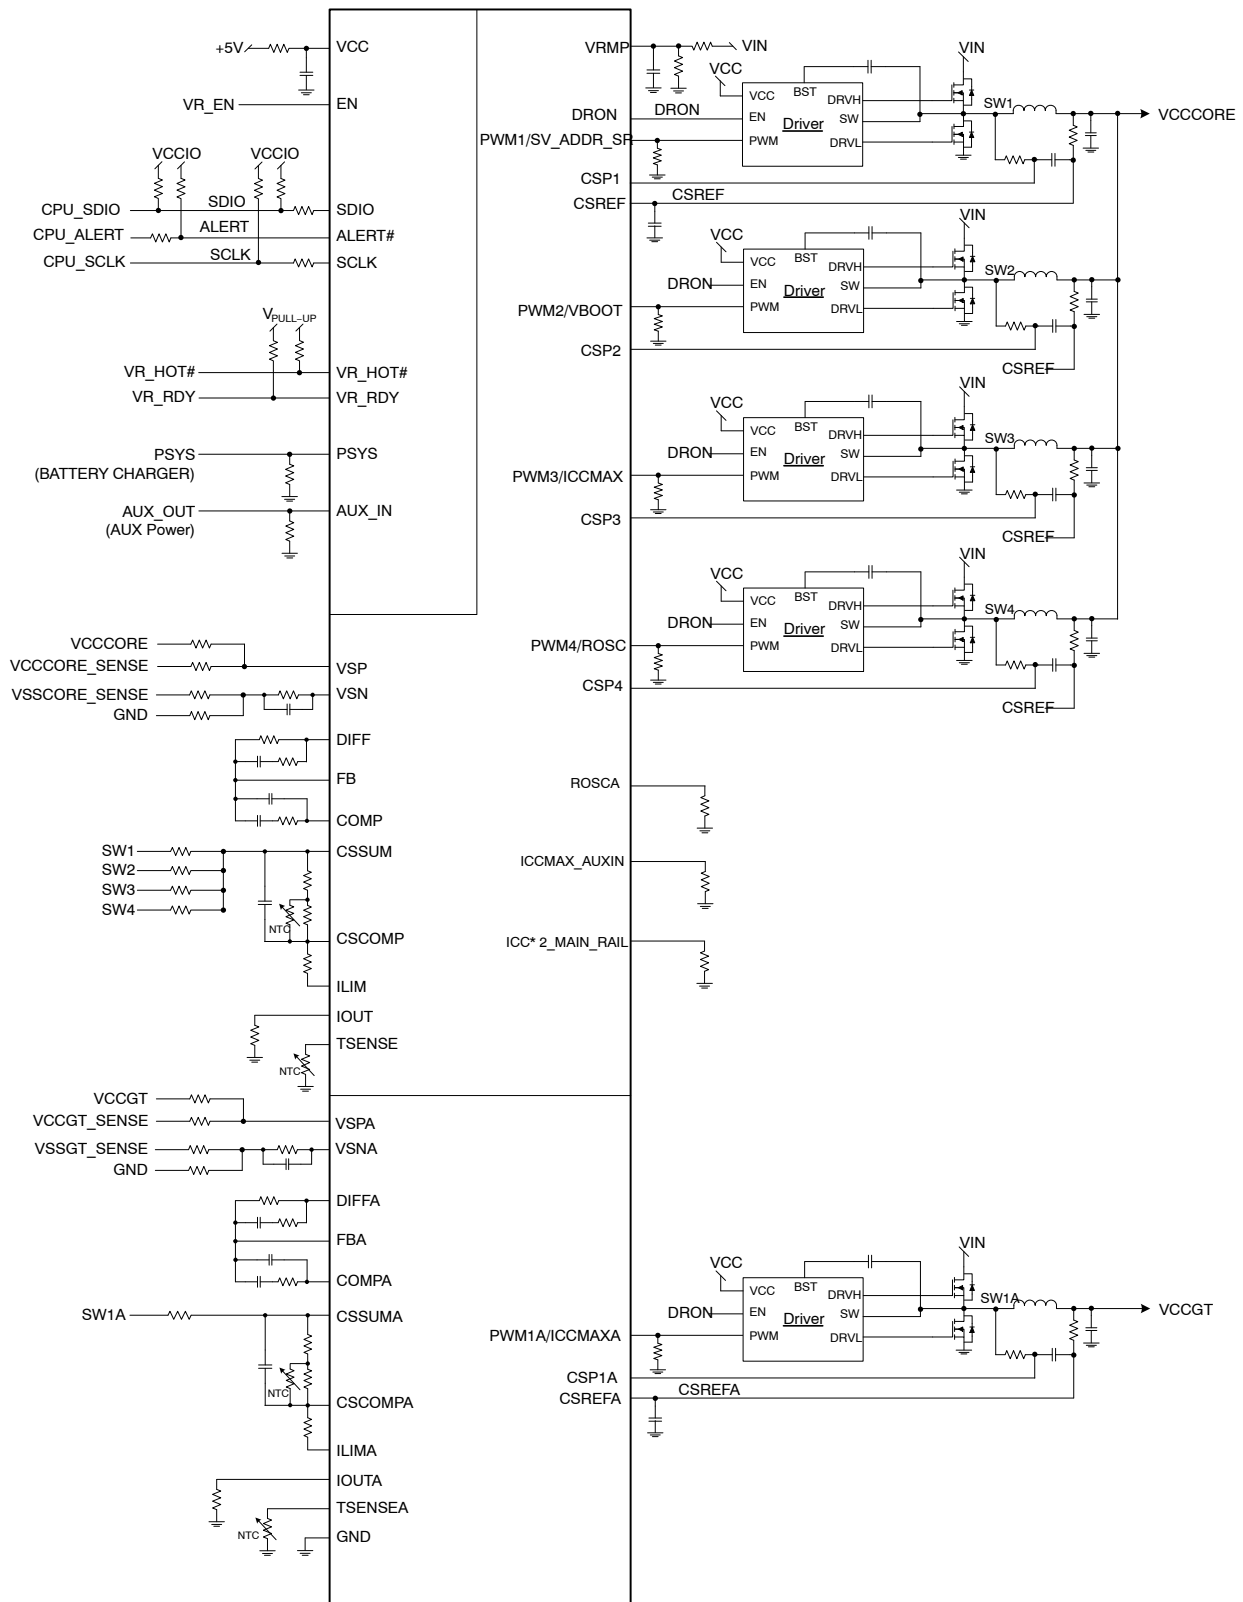 +5V
VCC
VR_EN
EN
VCCIO
VCCIO
CPU_SDIO
SDIO
SDIO
CPU_ALERT
ALERT
ALERT#
CPU_SCLK
SCLK
SCLK
VPULL-UP
VR_HOT#
VR_HOT#
VR_RDY
VR_RDY
PSYS
(BATTERY CHARGER)
PSYS
AUX_OUT
(AUX Power)
AUX_IN
VCCCORE
VCCCORE_SENSE
VSP
VSSCORE_SENSE
VSN
GND
DIFF
FB
COMP
SW1
CSSUM
SW2
SW3
SW4
NTC
CSCOMP
ILIM
IOUT
TSENSE
NTC
VCCGT
VCCGT_SENSE
VSPA
VSSGT_SENSE
VSNA
GND
DIFFA
FBA
COMPA
SW1A
CSSUMA
NTC
CSCOMPA
ILIMA
IOUTA
TSENSEA
NTC
GND
VRMP
VIN
DRON
DRON
PWM1/SV_ADDR_SR
CSP1
CSREF
CSREF
VCC
VCC
BST
DRVH
EN
Driver
SW
PWM
DRVL
VIN
SW1
VCCCORE
PWM2/VBOOT
CSP2
VCC
DRON
VCC
BST
DRVH
EN
Driver
SW
PWM
DRVL
VIN
SW2
CSREF
PWM3/ICCMAX
CSP3
VCC
DRON
VCC
BST
DRVH
EN
Driver
SW
PWM
DRVL
VIN
SW3
CSREF
PWM4/ROSC
CSP4
VCC
DRON
VCC
BST
DRVH
EN
Driver
SW
PWM
DRVL
VIN
SW4
CSREF
ROSCA
ICCMAX_AUXIN
ICC* 2_MAIN_RAIL
PWM1A/ICCMAXA
CSP1A
CSREFA
CSREFA
VCC
DRON
VCC
BST
DRVH
EN
Driver
SW
PWM
DRVL
VIN
SW1A
VCCGT